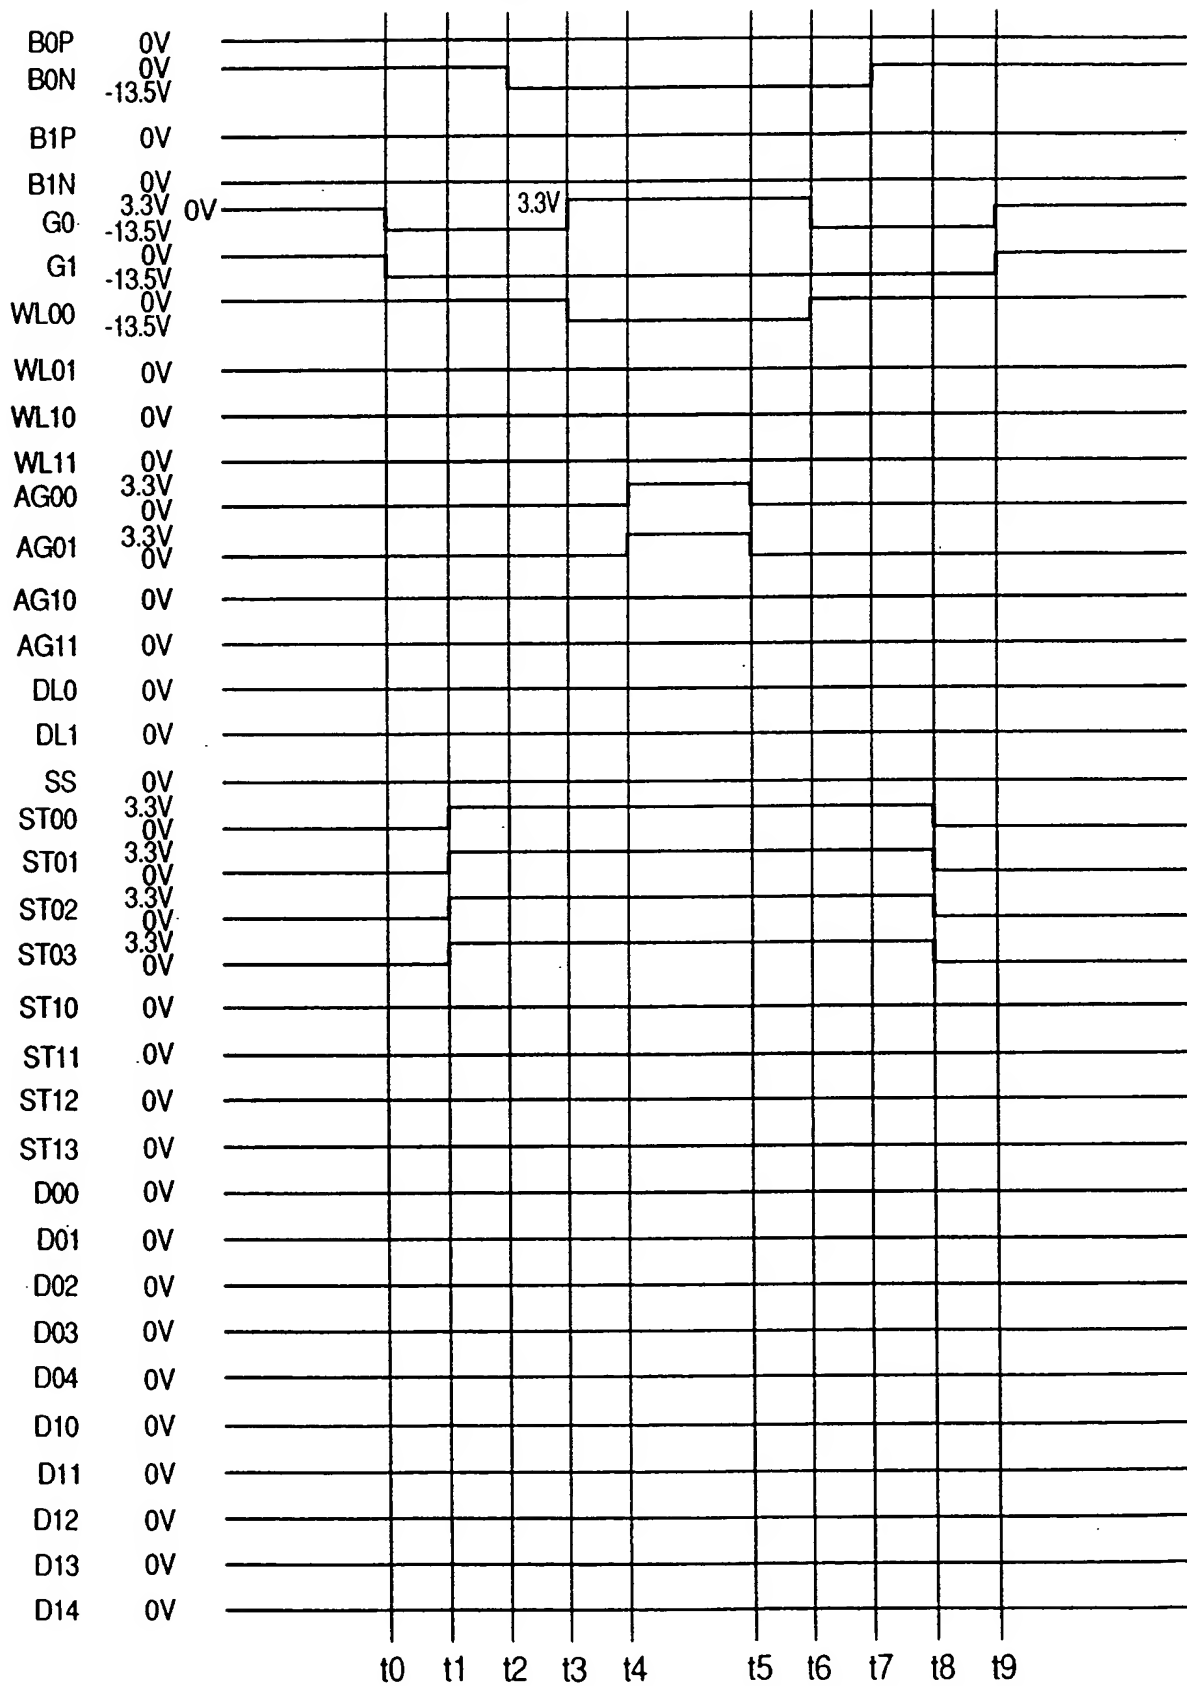 B0P 0V
B0N 0V
-13.5V
B1P 0V
B1N 0V
G0 3.3V 0V 3.3V
-13.5V
G1 0V
-13.5V
WL00 0V
-13.5V
WL01 0V
WL10 0V
WL11 0V
AG00 3.3V
0V
AG01 3.3V
0V
AG10 0V
AG11 0V
DL0 0V
DL1 0V
SS 0V
ST00 3.3V
0V
ST01 3.3V
0V
ST02 3.3V
0V
ST03 3.3V
0V
ST10 0V
ST11 0V
ST12 0V
ST13 0V
D00 0V
D01 0V
D02 0V
D03 0V
D04 0V
D10 0V
D11 0V
D12 0V
D13 0V
D14 0V
t0 t1 t2 t3 t4 t5 t6 t7 t8 t9